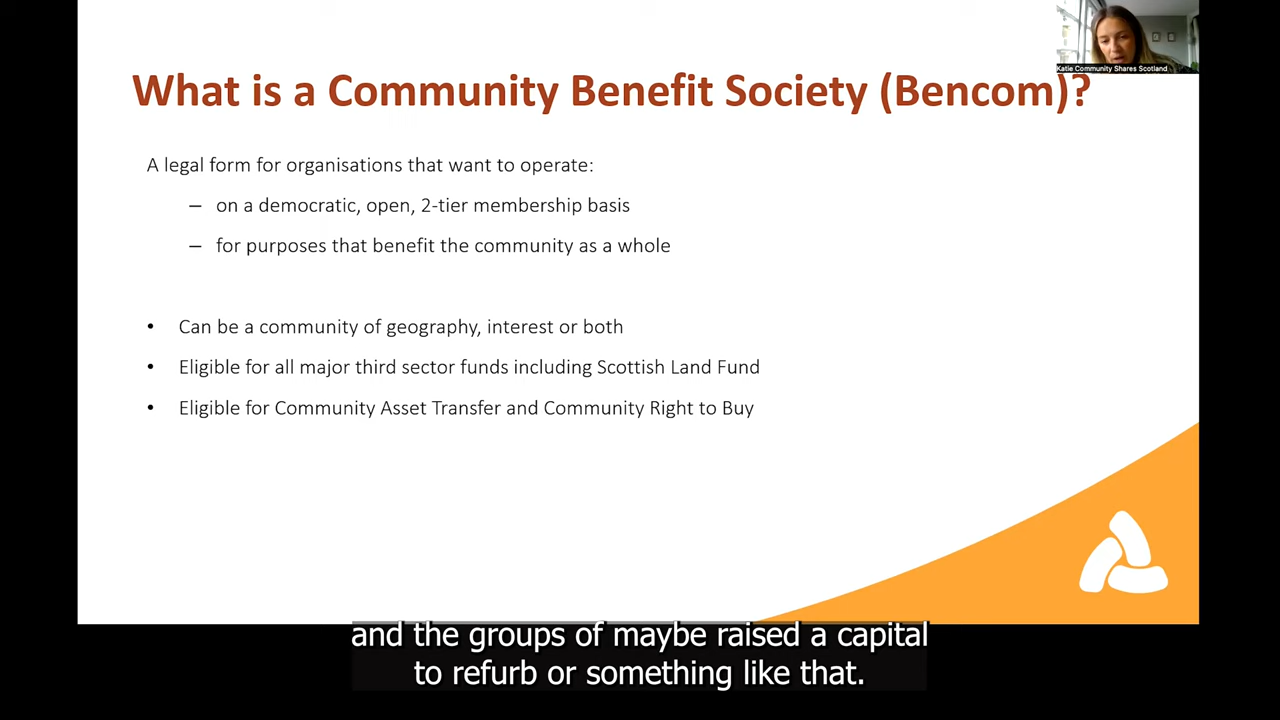 Katie Community Shares Scotland
What is a Community Benefit Society (Bencom)?
A legal form for organisations that want to operate:
– on a democratic, open, 2-tier membership basis
– for purposes that benefit the community as a whole
• Can be a community of geography, interest or both
• Eligible for all major third sector funds including Scottish Land Fund
• Eligible for Community Asset Transfer and Community Right to Buy
and the groups of maybe raised a capital
to refurb or something like that.